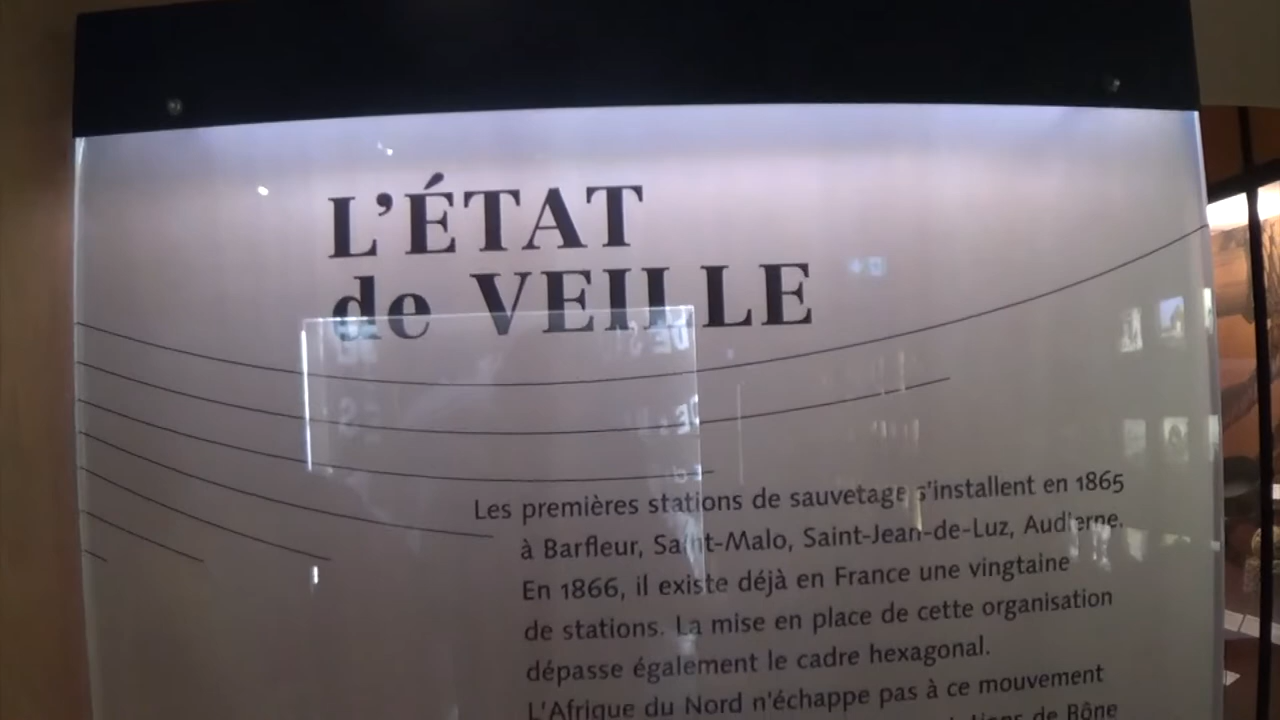 L'ÉTAT
de VEILLE
Les premières stations de sauvetage s'installent en 1865
à Barfleur, Saint-Malo, Saint-Jean-de-Luz, Audierne.
En 1866, il existe déjà en France une vingtaine
de stations. La mise en place de cette organisation
dépasse également le cadre hexagonal.
L'Afrique du Nord n'échappe pas à ce mouvement
de Bône